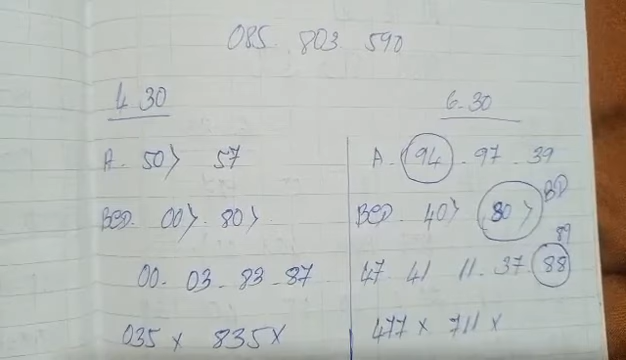 085 803 590
4.30
A. 50> 57
BCD. 00>. 80>
00. 03. 83. 87
035 × 835 ×
6.30
A. 94 . 97 . 39
BCD. 40> 80> BD
89
47 41 11. 37. 88
477 × 711 ×